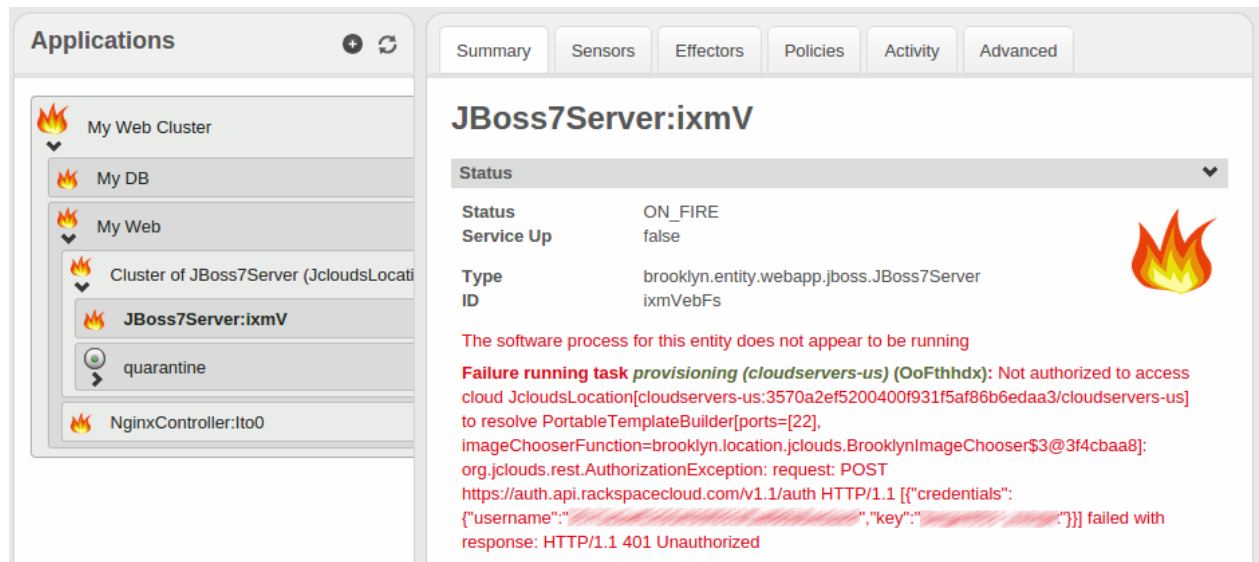 Applications
My Web Cluster
My DB
My Web
Cluster of JBoss7Server (JcloudsLocati
JBoss7Server:ixmV
quarantine
NginxController:Ito0
Summary Sensors Effectors Policies Activity Advanced
JBoss7Server:ixmV
Status
Status ON_FIRE
Service Up false
Type brooklyn.entity.webapp.jboss.JBoss7Server
ID ixmVebFs
The software process for this entity does not appear to be running
Failure running task provisioning (cloudservers-us) (OoFthhdx): Not authorized to access
cloud JcloudsLocation[cloudservers-us:3570a2ef5200400f931f5af86b6edaa3/cloudservers-us]
to resolve PortableTemplateBuilder[ports=[22],
imageChooserFunction=brooklyn.location.jclouds.BrooklynImageChooser$3@3f4cbaa8]:
org.jclouds.rest.AuthorizationException: request: POST
https://auth.api.rackspacecloud.com/v1.1/auth HTTP/1.1 [{"credentials":
{"username":"","key":""}}] failed with
response: HTTP/1.1 401 Unauthorized